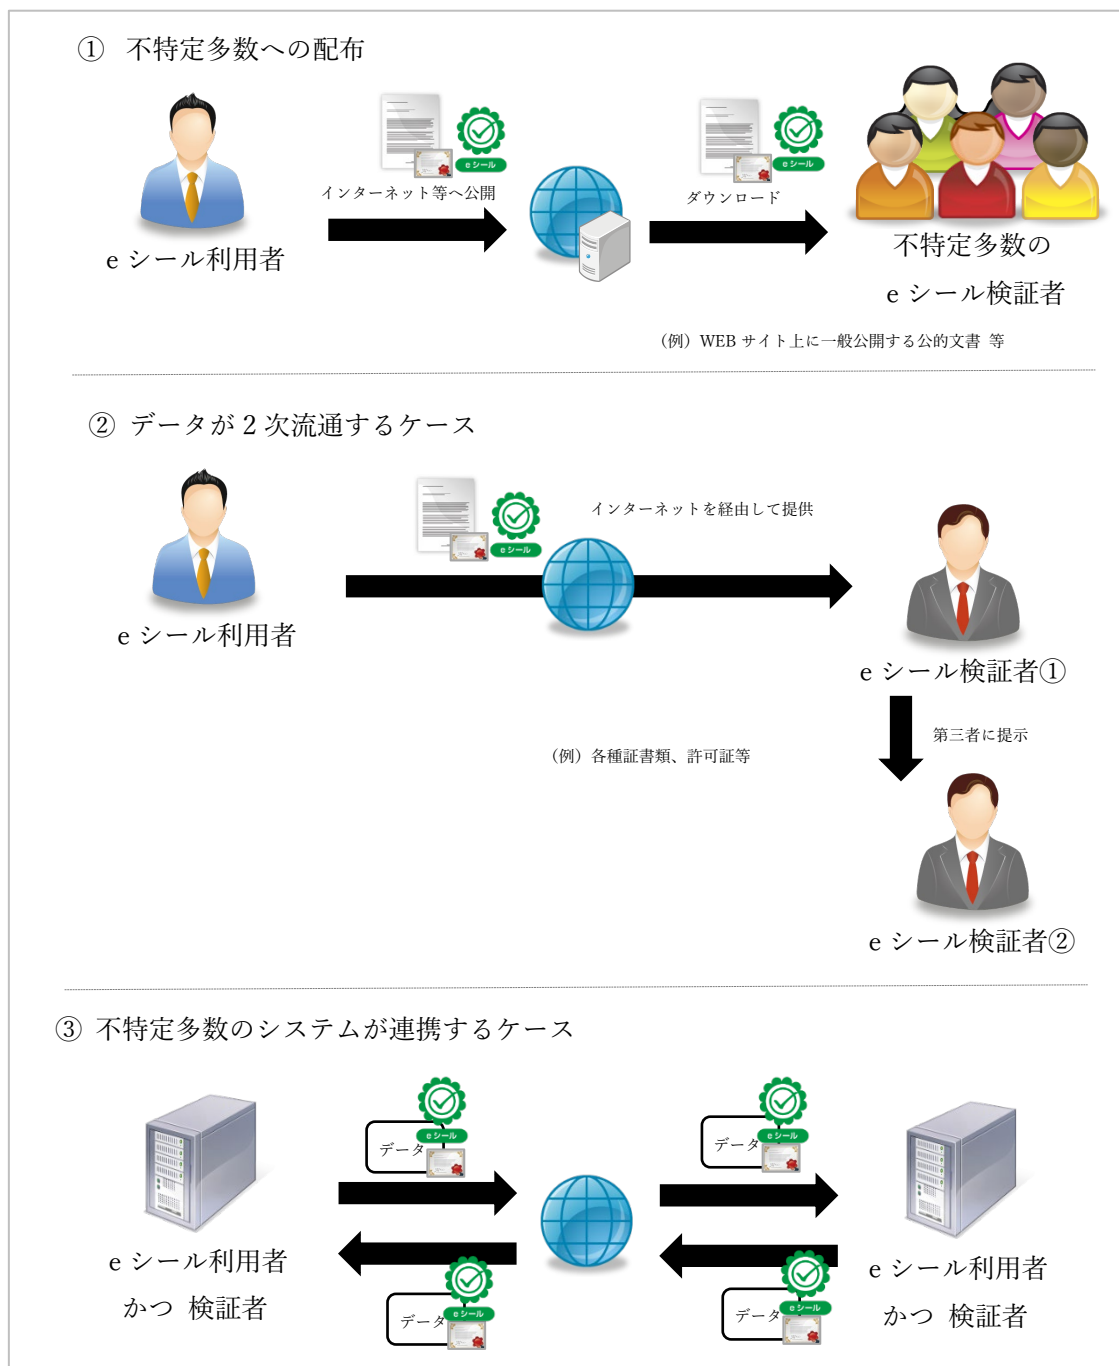 ① 不特定多数への配布
eシール
eシール
インターネット等へ公開
ダウンロード
e シール利用者
不特定多数の
e シール検証者
（例）WEB サイト上に一般公開する公的文書 等
② データが 2 次流通するケース
インターネットを経由して提供
eシール
e シール利用者
e シール検証者①
第三者に提示
（例）各種証書類、許可証等
e シール検証者②
③ 不特定多数のシステムが連携するケース
eシール
データ
eシール
データ
e シール利用者
かつ 検証者
e シール利用者
かつ 検証者
eシール
データ
eシール
データ